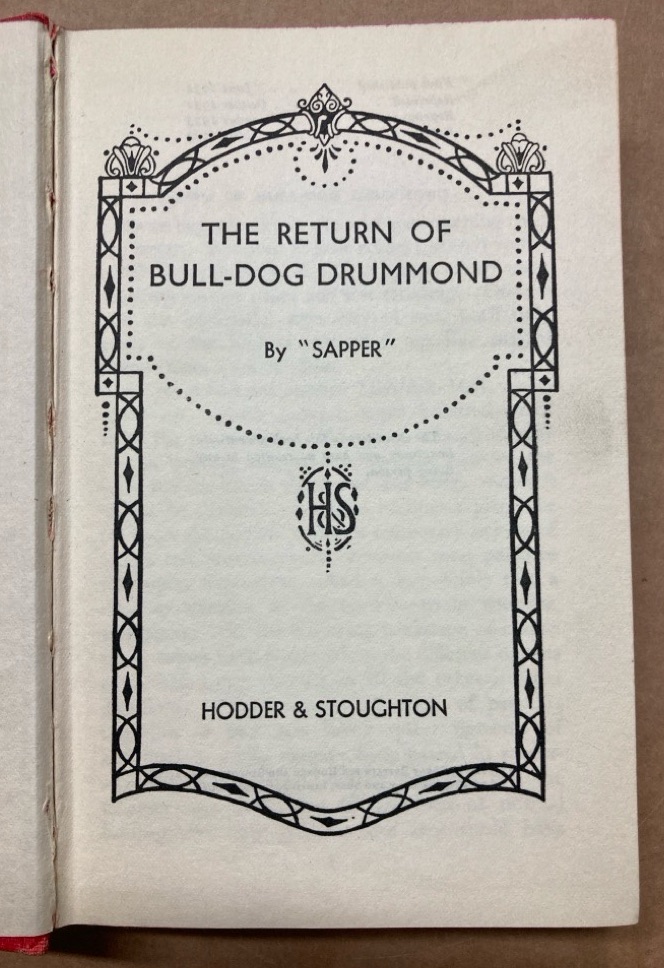 THE RETURN OF
BULL-DOG DRUMMOND
By "SAPPER"
HS
HODDER & STOUGHTON